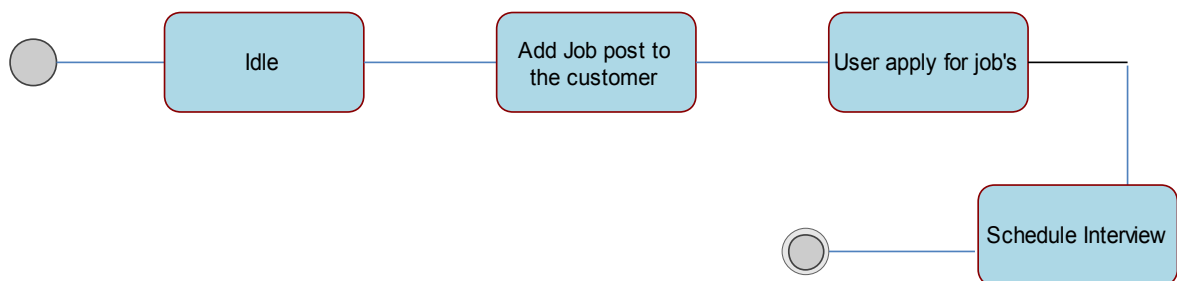 Idle
Add Job post to
the customer
User apply for job's
Schedule Interview